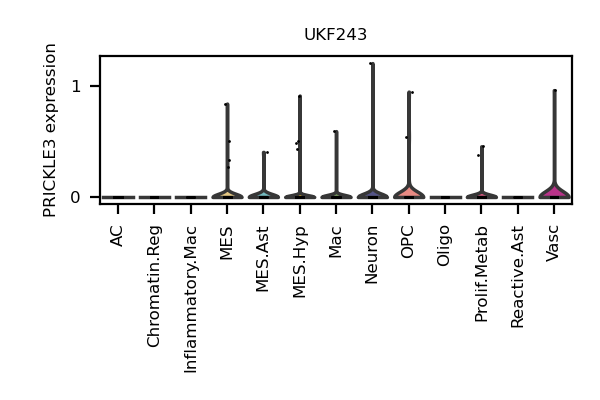 UKF243
PRICKLE3 expression
1
0
AC
Chromatin.Reg
Inflammatory.Mac
MES
MES.Ast
MES.Hyp
Mac
Neuron
OPC
Oligo
Prolif.Metab
Reactive.Ast
Vasc